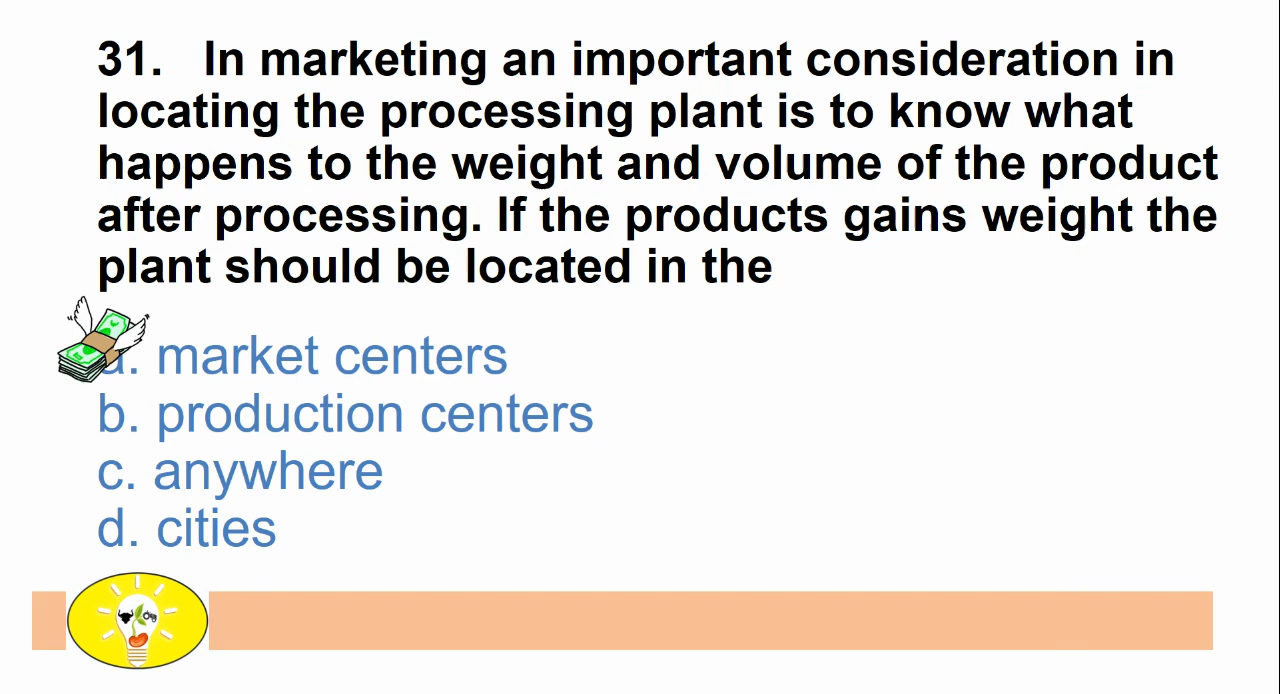 31. In marketing an important consideration in
locating the processing plant is to know what
happens to the weight and volume of the product
after processing. If the products gains weight the
plant should be located in the
a. market centers
b. production centers
c. anywhere
d. cities